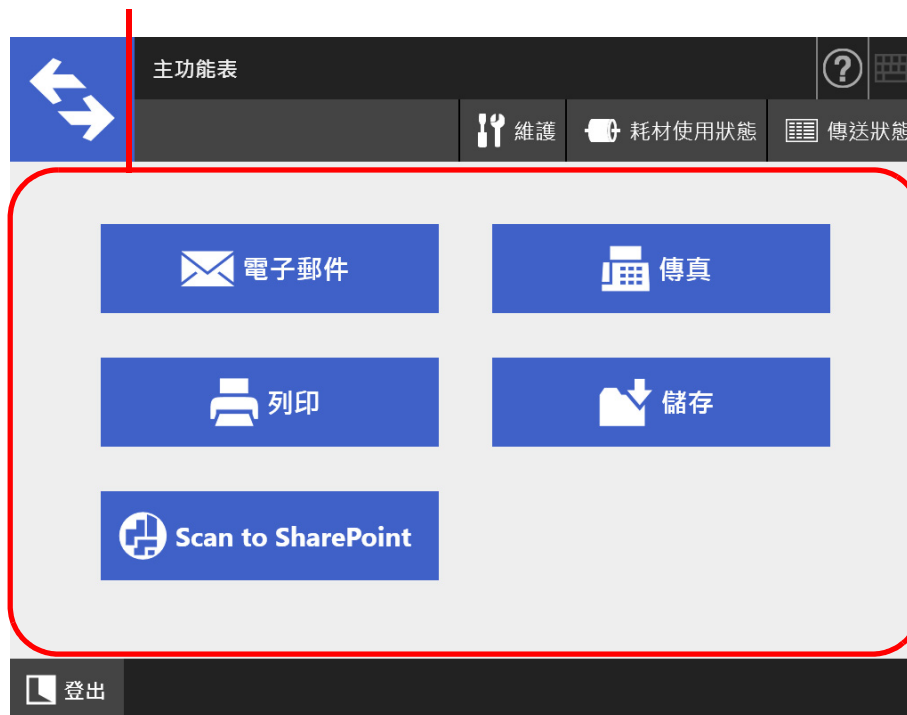 主功能表
維護 耗材使用狀態 傳送狀態
電子郵件 傳真
列印 儲存
Scan to SharePoint
登出